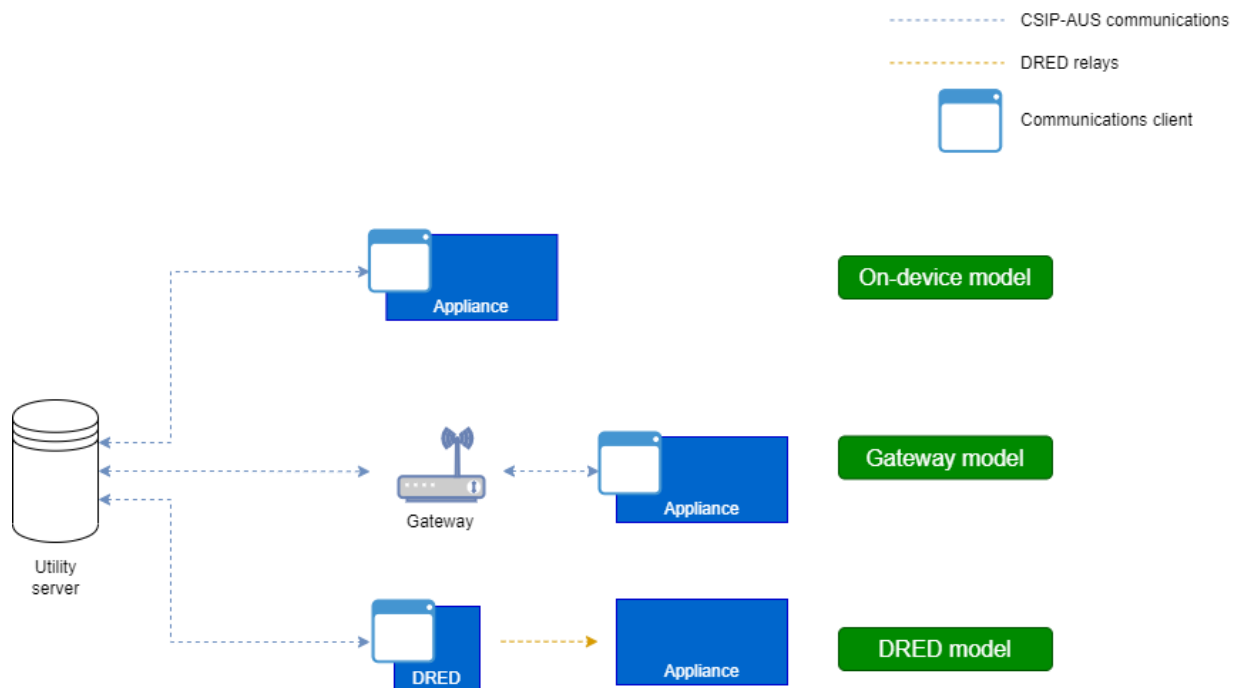 CSIP-AUS communications
DRED relays
Communications client
Appliance
On-device model
Gateway
Appliance
Gateway model
Utility
server
DRED
Appliance
DRED model